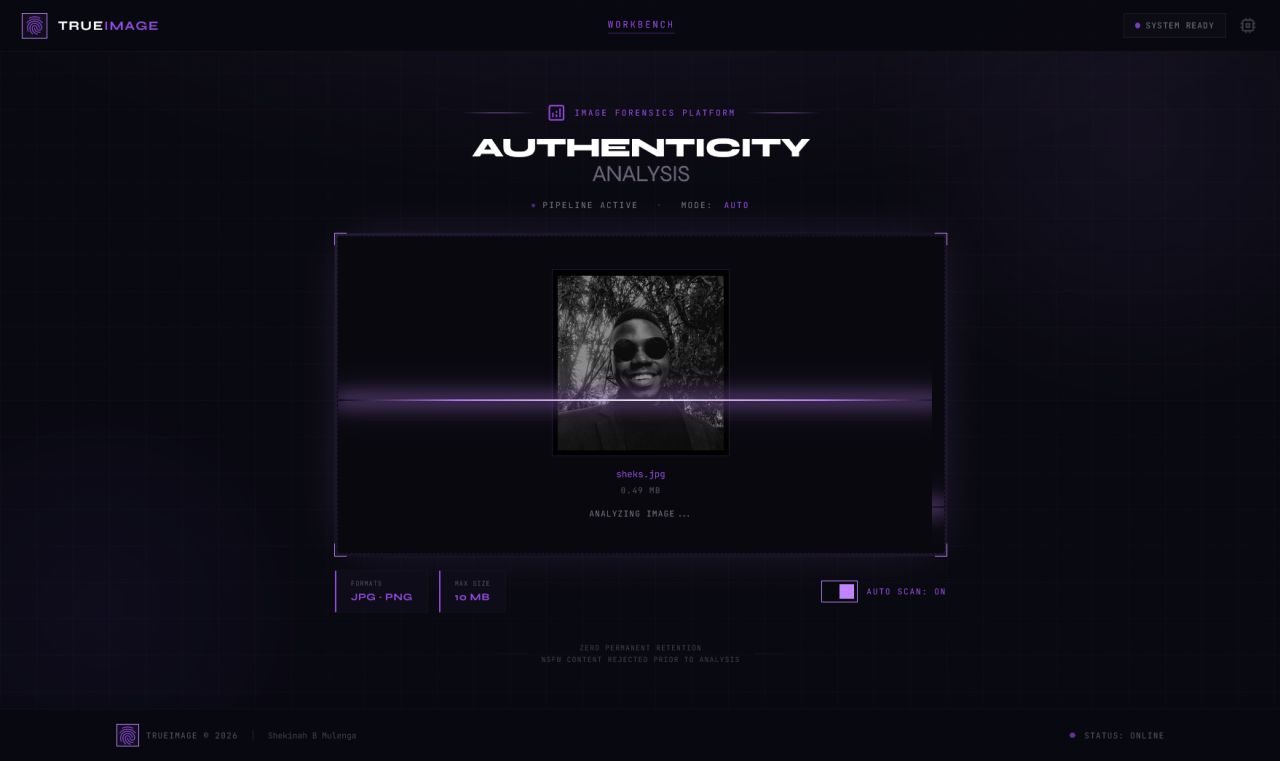 TRUEIMAGE
WORKBENCH
SYSTEM READY
IMAGE FORENSICS PLATFORM
AUTHENTICITY
ANALYSIS
PIPELINE ACTIVE · MODE: AUTO
sheks.jpg
0.49 MB
ANALYZING IMAGE...
FORMATS
JPG · PNG
MAX SIZE
10 MB
AUTO SCAN: ON
ZERO PERMANENT RETENTION
NSFW CONTENT REJECTED PRIOR TO ANALYSIS
TRUEIMAGE © 2026 | Shekinah B Mulenga
STATUS: ONLINE